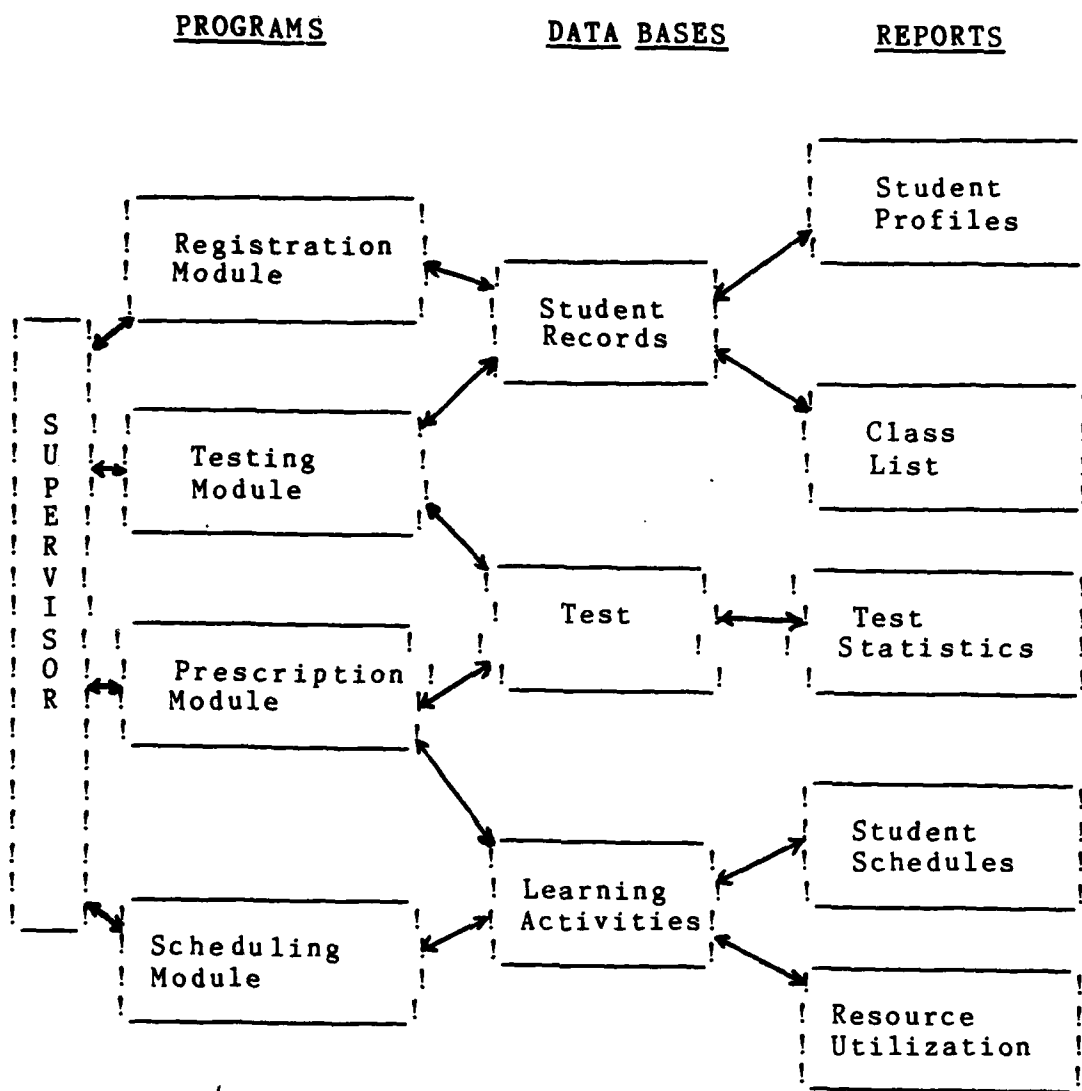 PROGRAMS
DATA BASES
REPORTS
SUPERVISOR
Registration
Module
Testing
Module
Prescription
Module
Scheduling
Module
Student
Records
Test
Learning
Activities
Student
Profiles
Class
List
Test
Statistics
Student
Schedules
Resource
Utilization